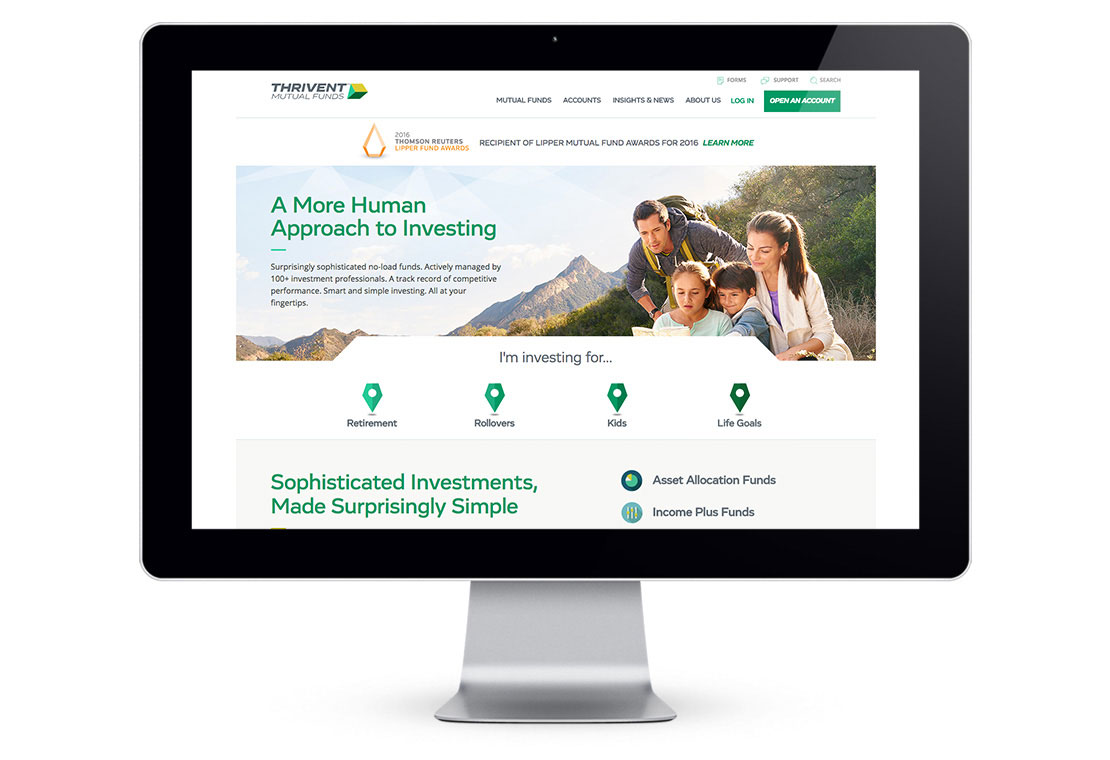 THRIVENT
MUTUAL FUNDS
FORMS SUPPORT SEARCH
MUTUAL FUNDS ACCOUNTS INSIGHTS & NEWS ABOUT US LOG IN OPEN AN ACCOUNT
2016
THOMSON REUTERS
LIPPER FUND AWARDS
RECIPIENT OF LIPPER MUTUAL FUND AWARDS FOR 2016 LEARN MORE
A More Human
Approach to Investing
Surprisingly sophisticated no-load funds. Actively managed by
100+ investment professionals. A track record of competitive
performance. Smart and simple investing. All at your
fingertips.
I'm investing for...
Retirement Rollovers Kids Life Goals
Sophisticated Investments,
Made Surprisingly Simple
Asset Allocation Funds
Income Plus Funds